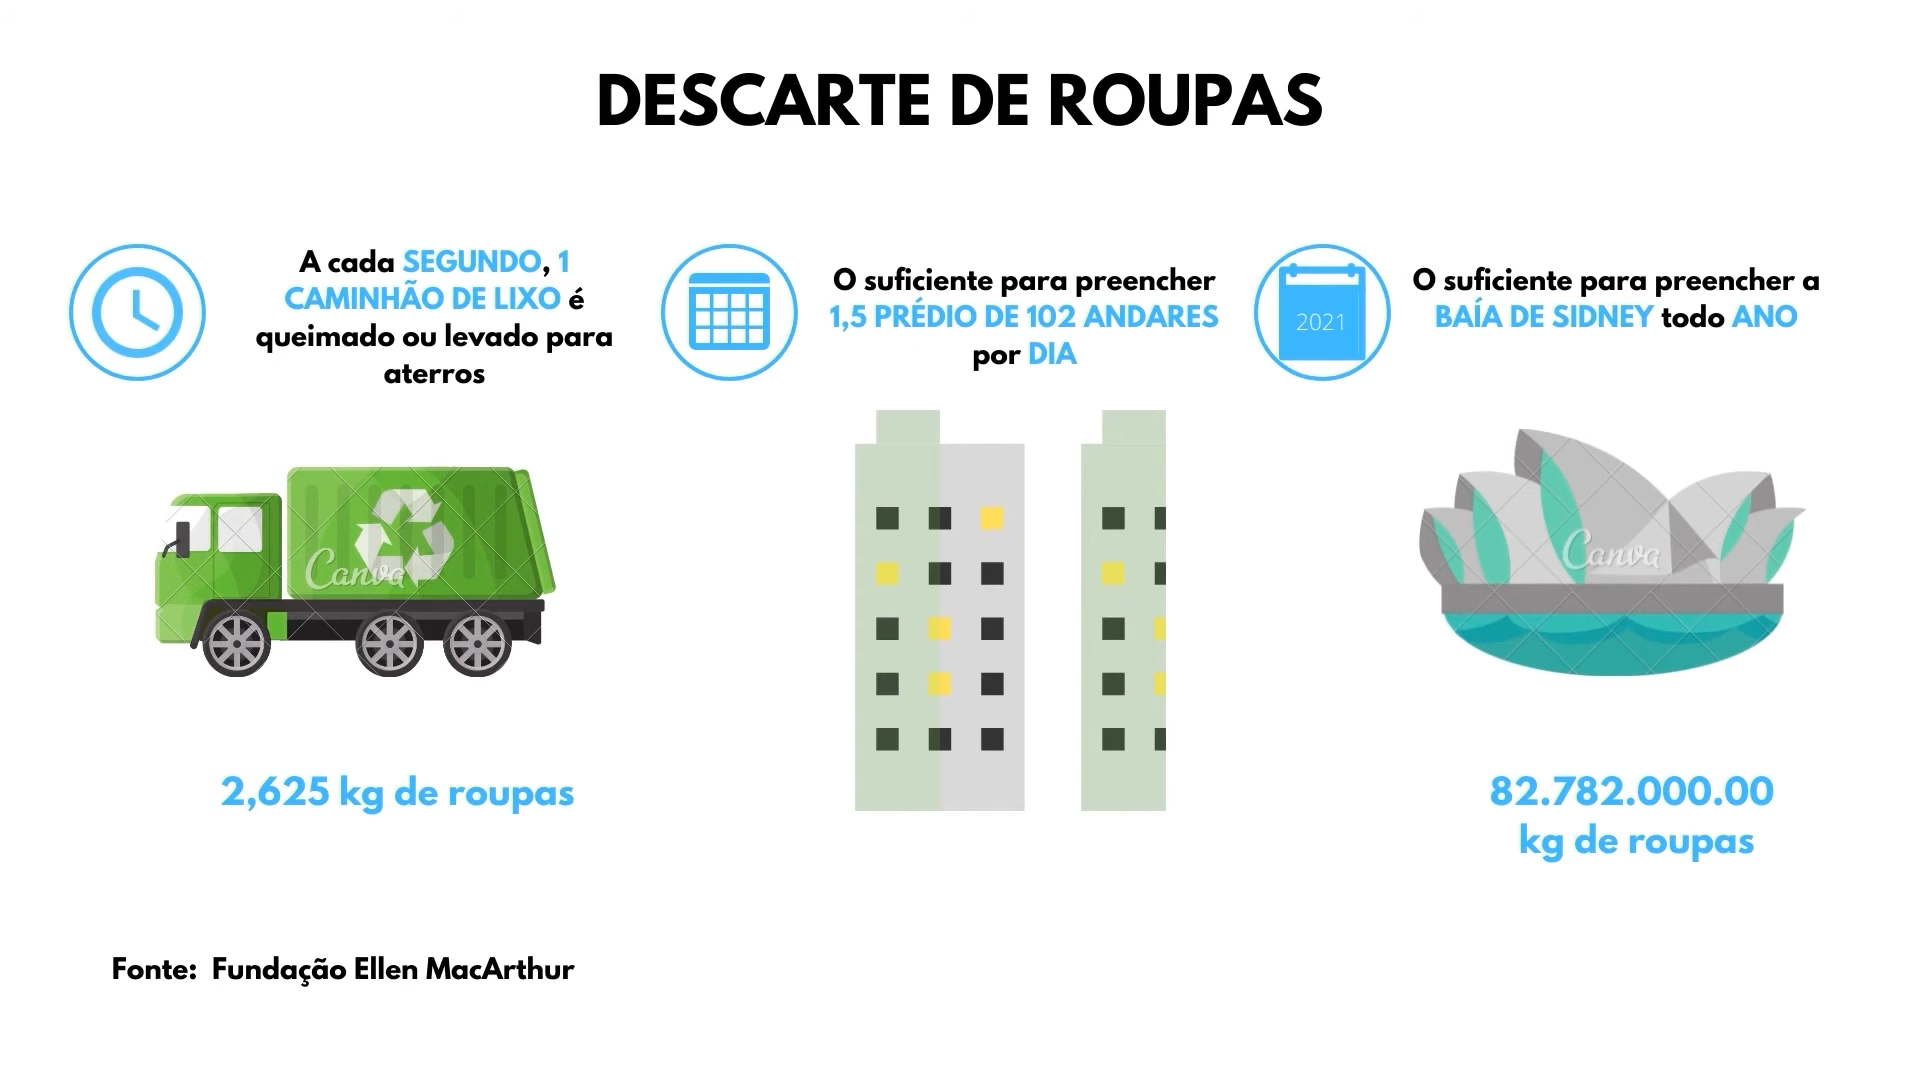 DESCARTE DE ROUPAS
A cada SEGUNDO, 1
CAMINHÃO DE LIXO é
queimado ou levado para
aterros
O suficiente para preencher
1,5 PRÉDIO DE 102 ANDARES
por DIA
2021
O suficiente para preencher a
BAÍA DE SIDNEY todo ANO
Canva
Canva
2,625 kg de roupas
82.782.000.00
kg de roupas
Fonte: Fundação Ellen MacArthur